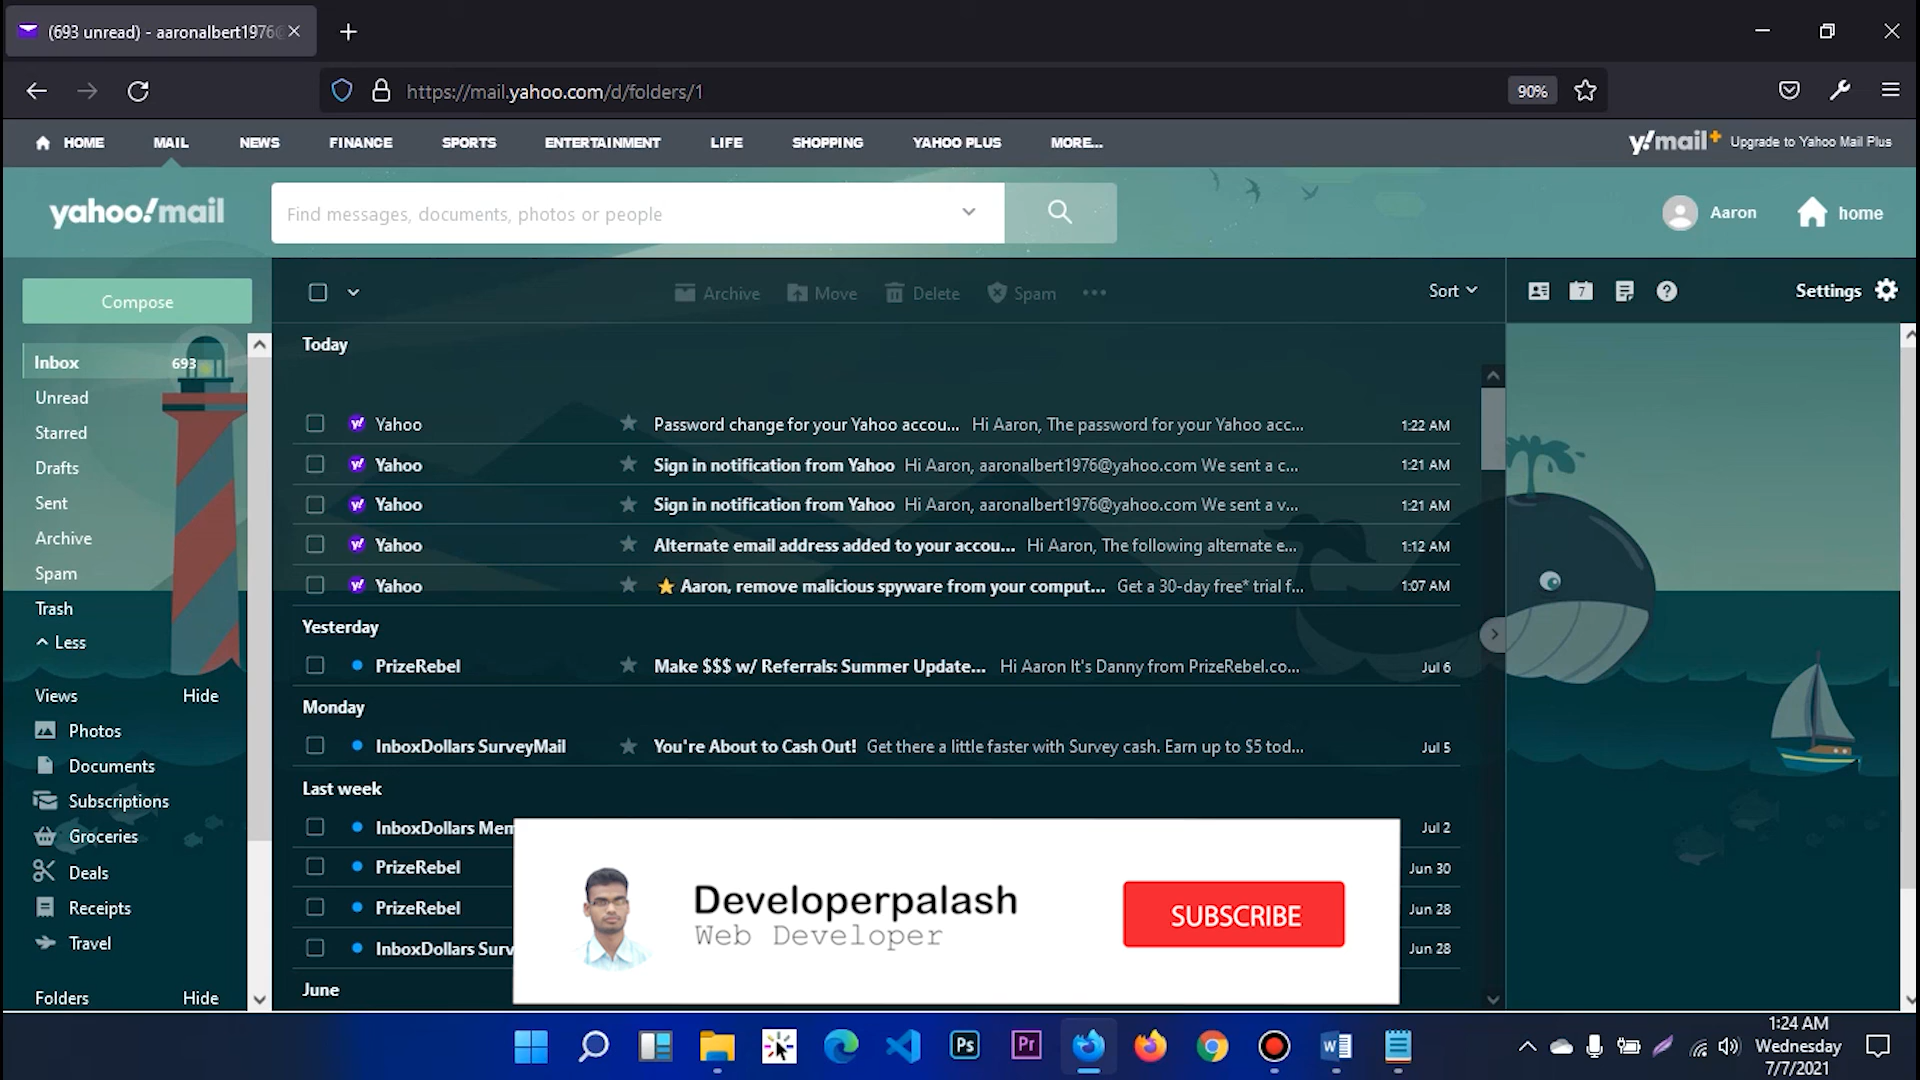 (693 unread) - aaronalbert1976@
https://mail.yahoo.com/d/folders/1
90%
HOME MAIL NEWS FINANCE SPORTS ENTERTAINMENT LIFE SHOPPING YAHOO PLUS MORE...
y!mail+ Upgrade to Yahoo Mail Plus
yahoo!mail
Find messages, documents, photos or people
Aaron
home
Compose
Archive Move Delete Spam
Sort
7
Settings
Inbox 693
Unread
Starred
Drafts
Sent
Archive
Spam
Trash
Less
Views Hide
Photos
Documents
Subscriptions
Groceries
Deals
Receipts
Travel
Folders Hide
Today
Yahoo Password change for your Yahoo accou... Hi Aaron, The password for your Yahoo acc... 1:22 AM
Yahoo Sign in notification from Yahoo Hi Aaron, aaronalbert1976@yahoo.com We sent a c... 1:21 AM
Yahoo Sign in notification from Yahoo Hi Aaron, aaronalbert1976@yahoo.com We sent a v... 1:21 AM
Yahoo Alternate email address added to your accou... Hi Aaron, The following alternate e... 1:12 AM
Yahoo ⭐ Aaron, remove malicious spyware from your comput... Get a 30-day free* trial f... 1:07 AM
Yesterday
PrizeRebel Make $$$ w/ Referrals: Summer Update... Hi Aaron It's Danny from PrizeRebel.co... Jul 6
Monday
InboxDollars SurveyMail You're About to Cash Out! Get there a little faster with Survey cash. Earn up to $5 tod... Jul 5
Last week
InboxDollars Mem Jul 2
PrizeRebel Jun 30
PrizeRebel Jun 28
InboxDollars Surv Jun 28
June
Developerpalash
Web Developer
SUBSCRIBE
Ps
Pr
1:24 AM
Wednesday
7/7/2021